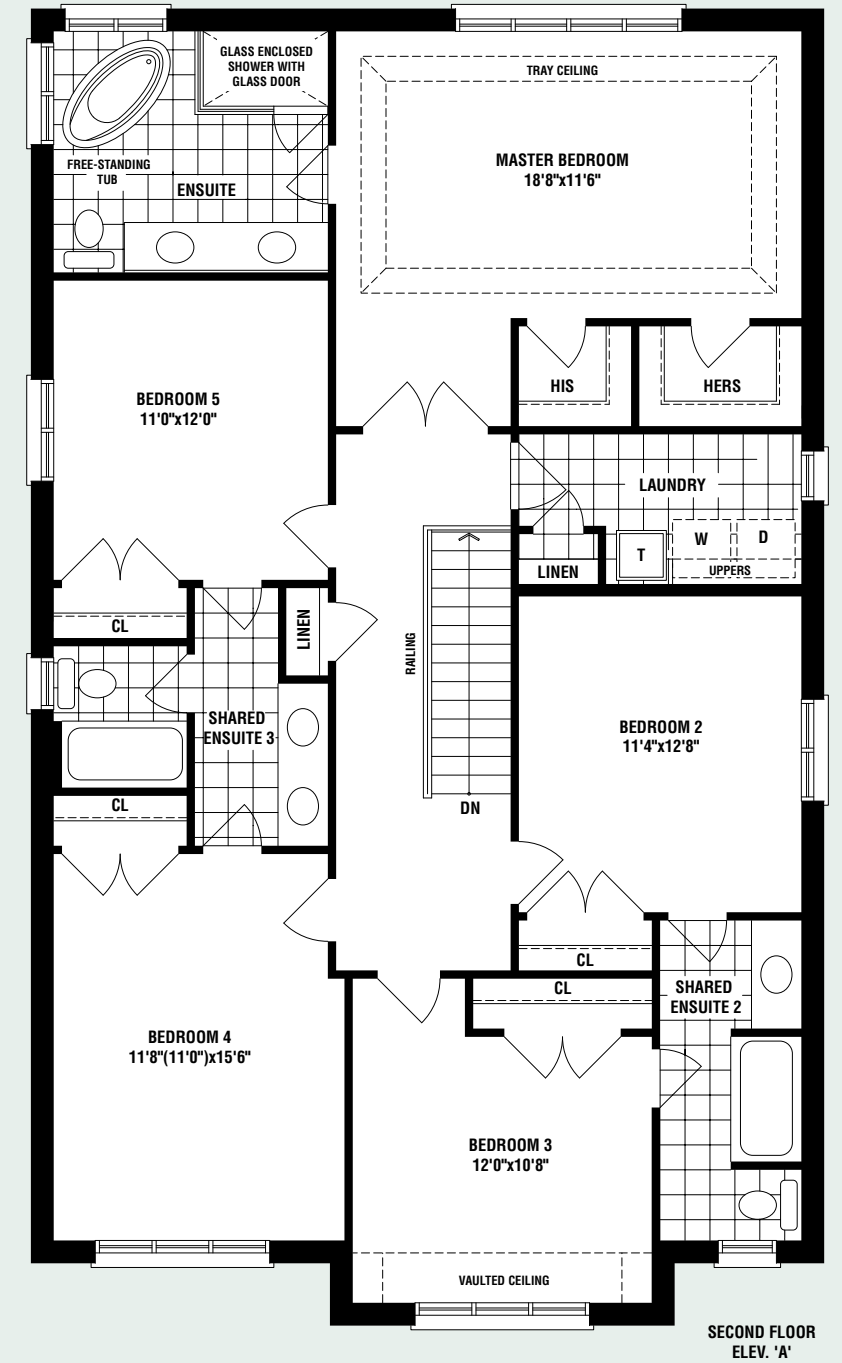 GLASS ENCLOSED
SHOWER WITH
GLASS DOOR
TRAY CEILING
MASTER BEDROOM
18'8"x11'6"
FREE-STANDING
TUB
ENSUITE
HIS
HERS
BEDROOM 5
11'0"x12'0"
LAUNDRY
W
D
T
UPPERS
LINEN
CL
LINEN
RAILING
SHARED
ENSUITE 3
BEDROOM 2
11'4"x12'8"
CL
DN
CL
CL
SHARED
ENSUITE 2
BEDROOM 4
11'8"(11'0")x15'6"
BEDROOM 3
12'0"x10'8"
VAULTED CEILING
SECOND FLOOR
ELEV. 'A'